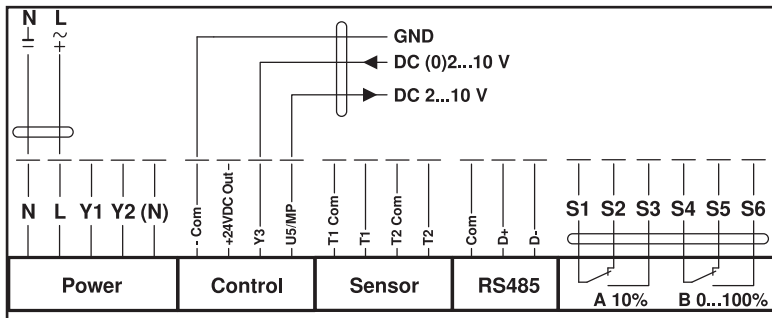 N L
⊥ ~
= +
GND
DC (0)2...10 V
DC 2...10 V
N L Y1 Y2 (N)
- Com
+24VDC Out
Y3
U5/MP
T1 Com
T1
T2 Com
T2
Com
D+
D-
S1 S2 S3 S4 S5 S6
A 10% B 0...100%
Power Control Sensor RS485